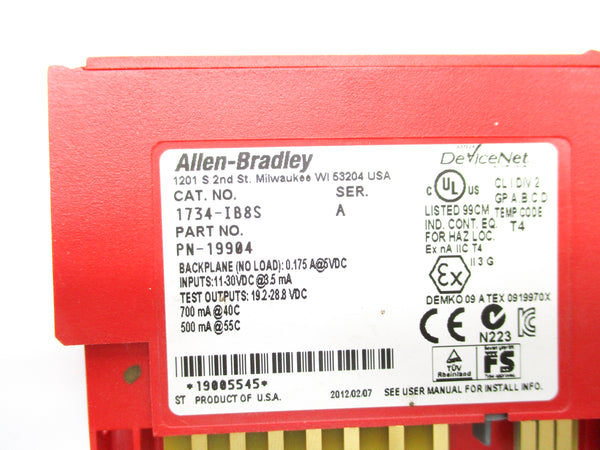 Allen-Bradley
1201 S 2nd St. Milwaukee WI 53204 USA
CAT. NO. SER.
1734-IB8S A
PART NO.
PN-19904
BACKPLANE (NO LOAD): 0.175 A@5VDC
INPUTS:11-30VDC @3.5 mA
TEST OUTPUTS: 19.2-28.8 VDC
700 mA @40C
500 mA @55C
*19005545*
ST PRODUCT OF U.S.A. 2012.02.07
DeviceNet
C UL US
CL I DIV 2
GP A,B,C,D
LISTED 99CM TEMP CODE
IND. CONT. EQ. T4
FOR HAZ LOC.
Ex nA IIC T4
Ex II 3 G
DEMKO 09 ATEX 0919970X
CE
N223
TÜV
Rheinland
FS
SEE USER MANUAL FOR INSTALL INFO.